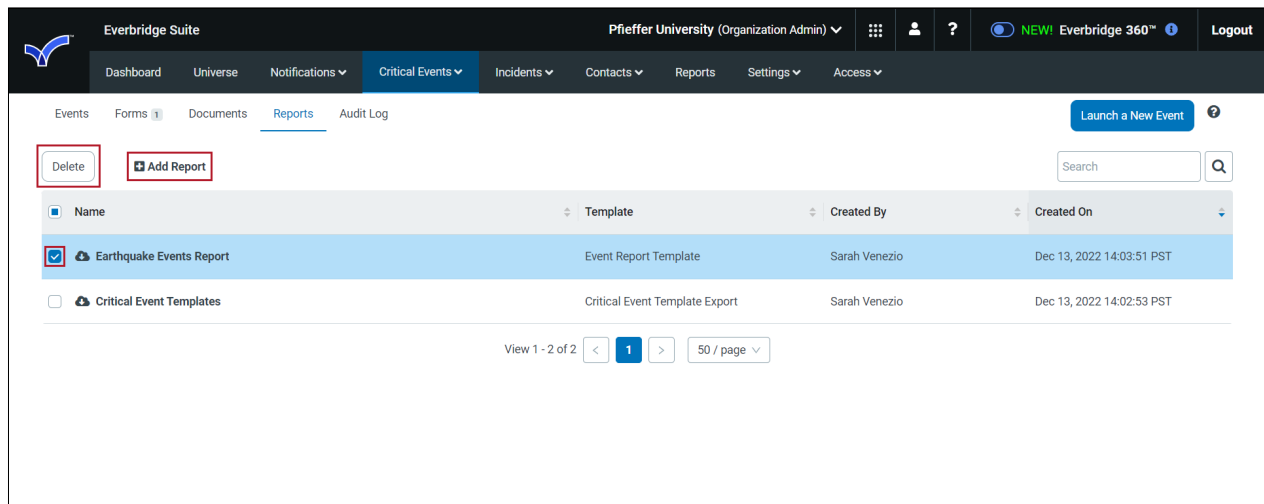 Everbridge Suite
Pfieffer University (Organization Admin)
?
NEW! Everbridge 360™
Logout
Dashboard Universe Notifications Critical Events Incidents Contacts Reports Settings Access
Events Forms 1 Documents Reports Audit Log
Launch a New Event
?
Delete
Add Report
Search
Name Template Created By Created On
Earthquake Events Report Event Report Template Sarah Venezio Dec 13, 2022 14:03:51 PST
Critical Event Templates Critical Event Template Export Sarah Venezio Dec 13, 2022 14:02:53 PST
View 1 - 2 of 2 < 1 > 50 / page